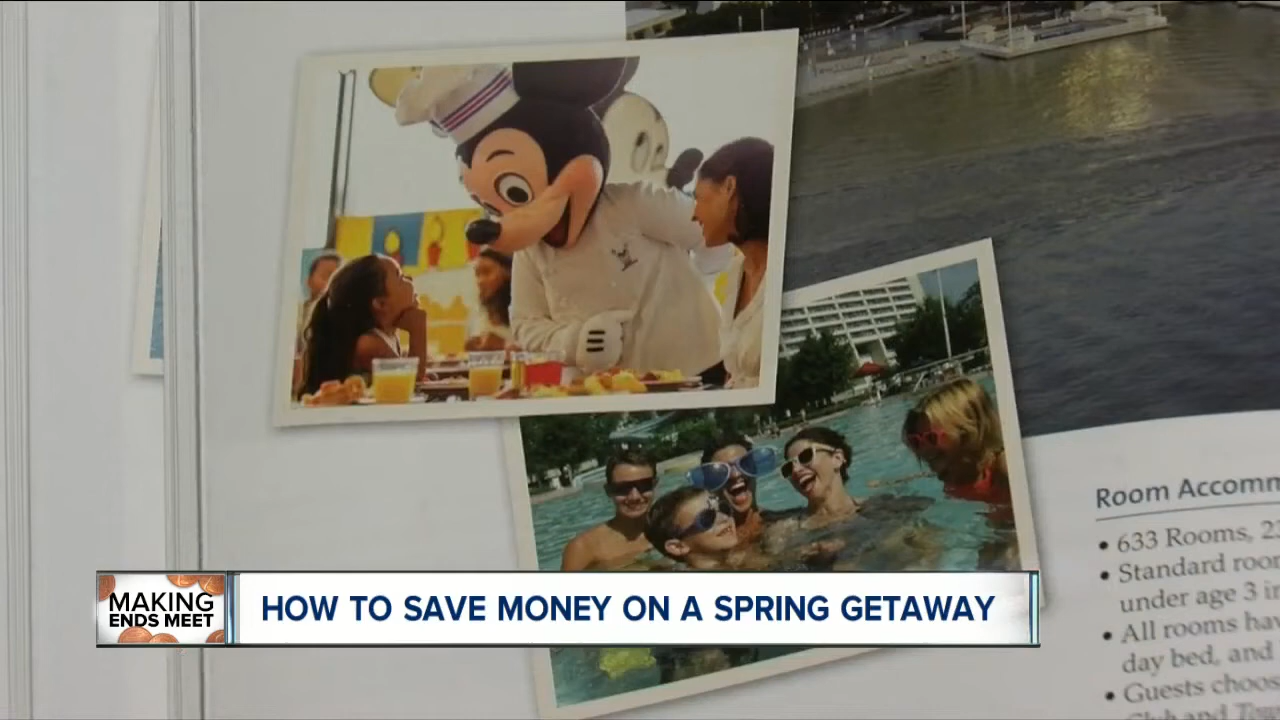 Room Accomm
• 633 Rooms, 2
• Standard roo
under age 3 i
• All rooms hav
day bed, and
• Guests choos
MAKING
ENDS MEET
HOW TO SAVE MONEY ON A SPRING GETAWAY